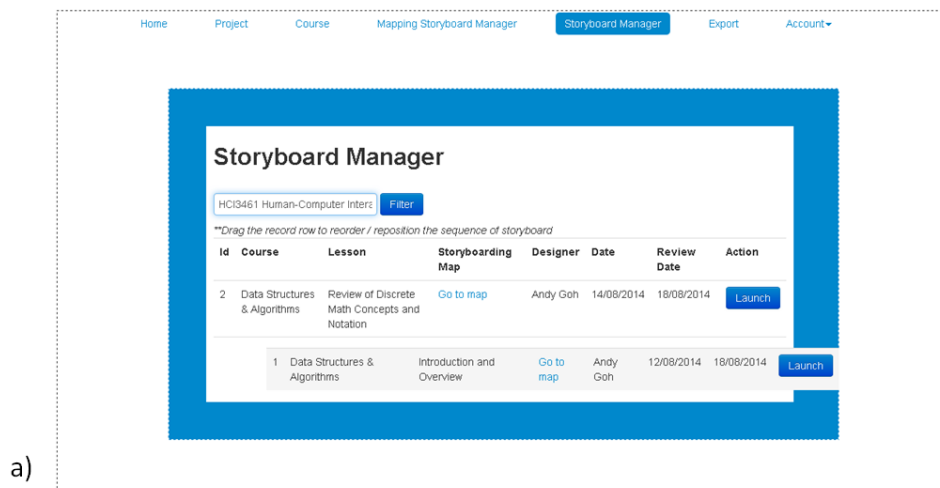 Home Project Course Mapping Storyboard Manager Storyboard Manager Export Account
Storyboard Manager
HCI3461 Human-Computer Intera Filter
**Drag the record row to reorder / reposition the sequence of storyboard
Id Course Lesson Storyboarding Designer Date Review Action
Map Date
2 Data Structures Review of Discrete Go to map Andy Goh 14/08/2014 18/08/2014 Launch
& Algorithms Math Concepts and
Notation
1 Data Structures & Introduction and Go to Andy 12/08/2014 18/08/2014 Launch
Algorithms Overview map Goh
a)